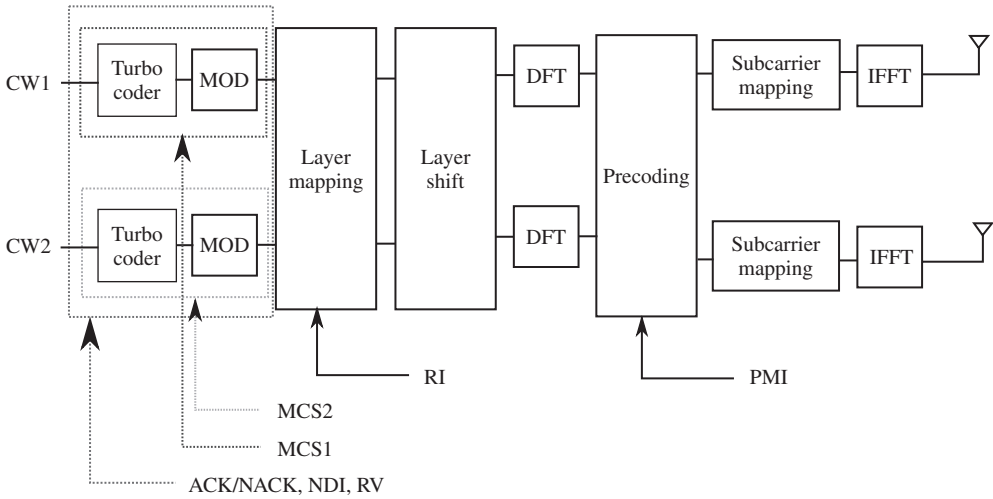 CW1
Turbo
coder
MOD
Layer
mapping
Layer
shift
DFT
Precoding
Subcarrier
mapping
IFFT
CW2
Turbo
coder
MOD
DFT
Subcarrier
mapping
IFFT
RI
PMI
MCS2
MCS1
ACK/NACK, NDI, RV